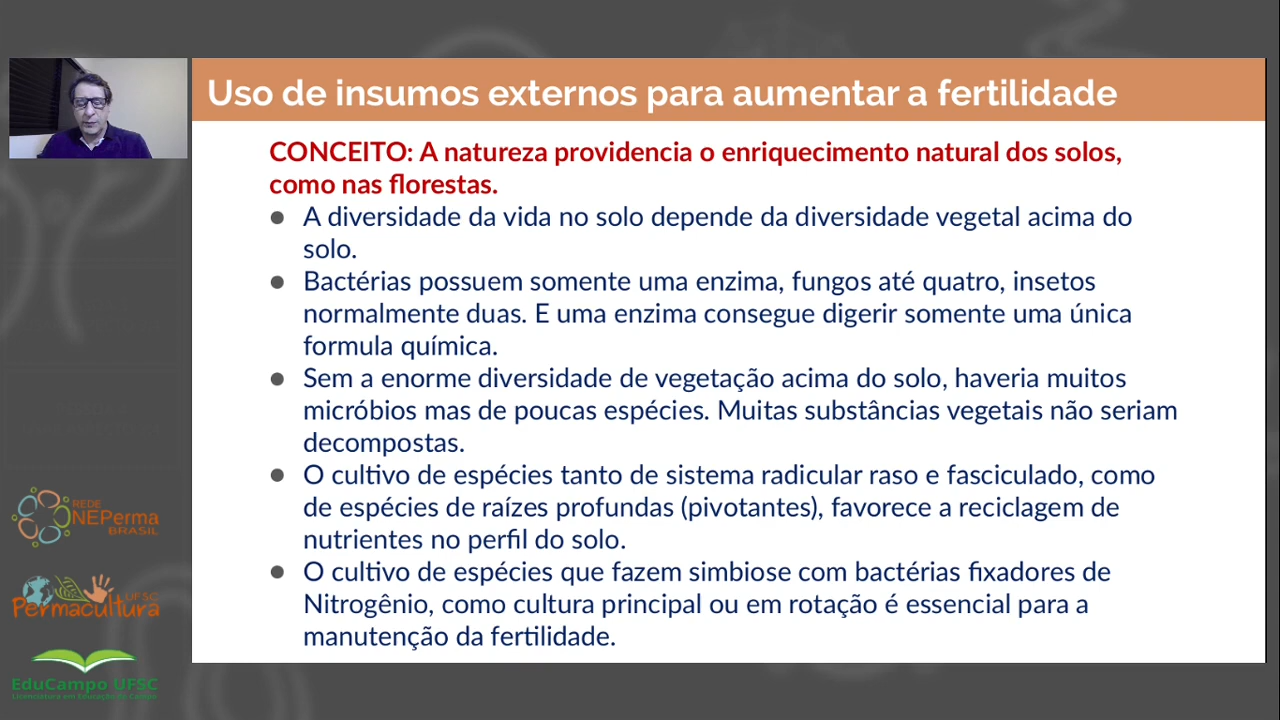 Uso de insumos externos para aumentar a fertilidade
CONCEITO: A natureza providencia o enriquecimento natural dos solos,
como nas florestas.
● A diversidade da vida no solo depende da diversidade vegetal acima do
solo.
● Bactérias possuem somente uma enzima, fungos até quatro, insetos
normalmente duas. E uma enzima consegue digerir somente uma única
formula química.
● Sem a enorme diversidade de vegetação acima do solo, haveria muitos
micróbios mas de poucas espécies. Muitas substâncias vegetais não seriam
decompostas.
● O cultivo de espécies tanto de sistema radicular raso e fasciculado, como
de espécies de raízes profundas (pivotantes), favorece a reciclagem de
nutrientes no perfil do solo.
● O cultivo de espécies que fazem simbiose com bactérias fixadores de
Nitrogênio, como cultura principal ou em rotação é essencial para a
manutenção da fertilidade.
REDE
NEPerma
BRASIL
UFSC
Permacultura
EduCampo UFSC
Licenciatura em Educação do Campo